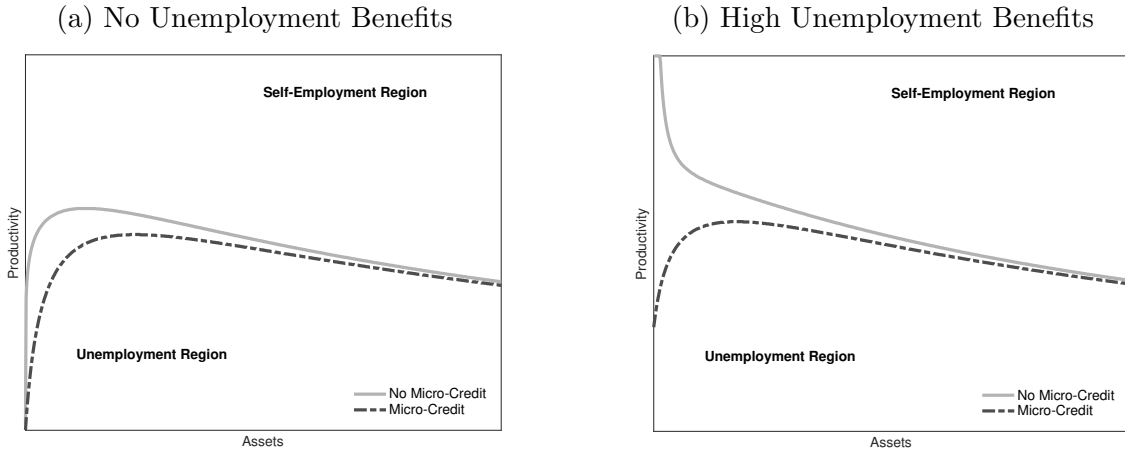 (a) No Unemployment Benefits
Self-Employment Region
Productivity
Unemployment Region
No Micro-Credit
Micro-Credit
Assets
(b) High Unemployment Benefits
Self-Employment Region
Productivity
Unemployment Region
No Micro-Credit
Micro-Credit
Assets